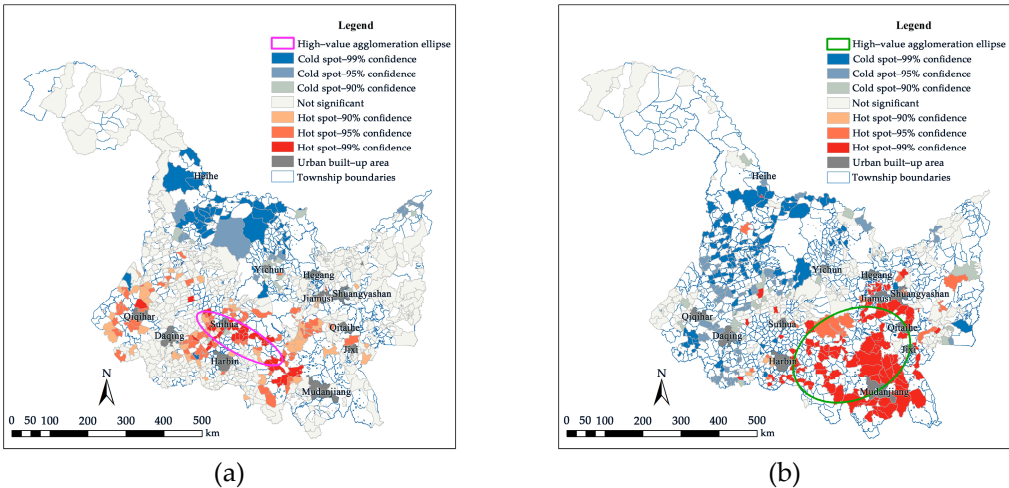 Legend
High–value agglomeration ellipse
Cold spot–99% confidence
Cold spot–95% confidence
Cold spot–90% confidence
Not significant
Hot spot–90% confidence
Hot spot–95% confidence
Hot spot–99% confidence
Urban built–up area
Township boundaries
Heihe
Yichun
Hegang
Jiamusi
Shuangyashan
Qiqihar
Suihua
Qitaihe
Daqing
Jixi
Harbin
Mudanjiang
N
0 50 100 200 300 400 500
km
(a)
Legend
High–value agglomeration ellipse
Cold spot–99% confidence
Cold spot–95% confidence
Cold spot–90% confidence
Not significant
Hot spot–90% confidence
Hot spot–95% confidence
Hot spot–99% confidence
Urban built–up area
Township boundaries
Heihe
Yichun
Hegang
Jiamusi
Shuangyashan
Qiqihar
Suihua
Qitaihe
Daqing
Jixi
Harbin
Mudanjiang
N
0 50 100 200 300 400 500
km
(b)